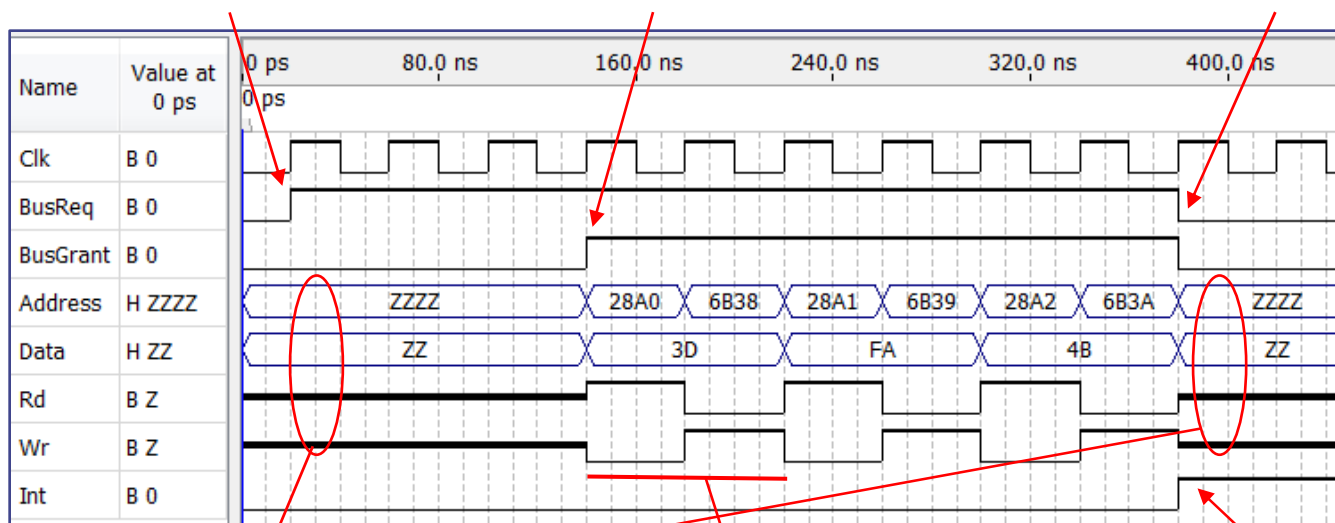 Name Value at 0 ps 0 ps 80.0 ns 160.0 ns 240.0 ns 320.0 ns 400.0 ns
0 ps
Clk B 0
BusReq B 0
BusGrant B 0
Address H ZZZZ ZZZZ 28A0 6B38 28A1 6B39 28A2 6B3A ZZZZ
Data H ZZ ZZ 3D FA 4B ZZ
Rd B Z
Wr B Z
Int B 0